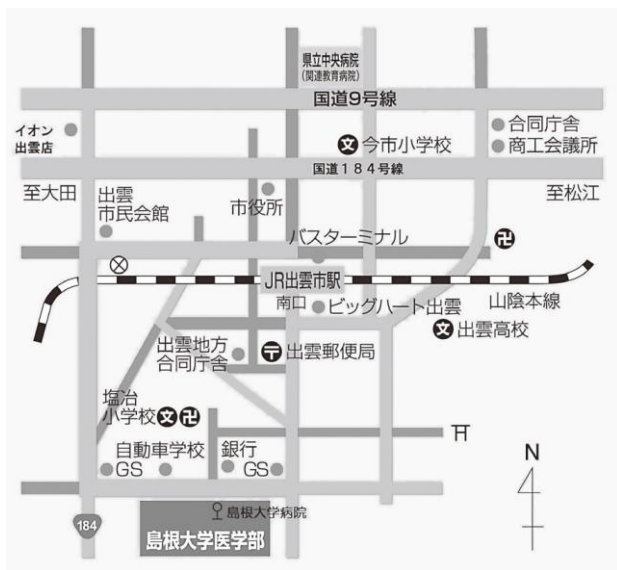 県立中央病院
(関連教育病院)
国道9号線
イオン
出雲店
合同庁舎
文
今市小学校
商工会議所
国道184号線
至大田
至松江
出雲
市民会館
市役所
バスターミナル
卍
JR出雲市駅
南口
ビッグハート出雲
山陰本線
文
出雲高校
出雲地方
合同庁舎
〒
出雲郵便局
塩冶
小学校
文
卍
自動車学校
銀行
GS
GS
N
島根大学病院
184
島根大学医学部